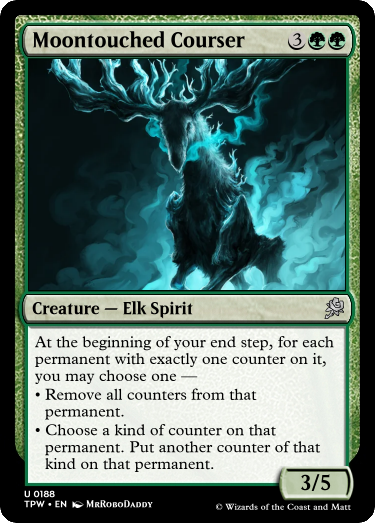 Moontouched Courser 3
Creature — Elk Spirit
At the beginning of your end step, for each
permanent with exactly one counter on it,
you may choose one —
• Remove all counters from that
permanent.
• Choose a kind of counter on that
permanent. Put another counter of that
kind on that permanent.
3/5
U 0188
TPW • EN MrRoboDaddy
© Wizards of the Coast and Matt